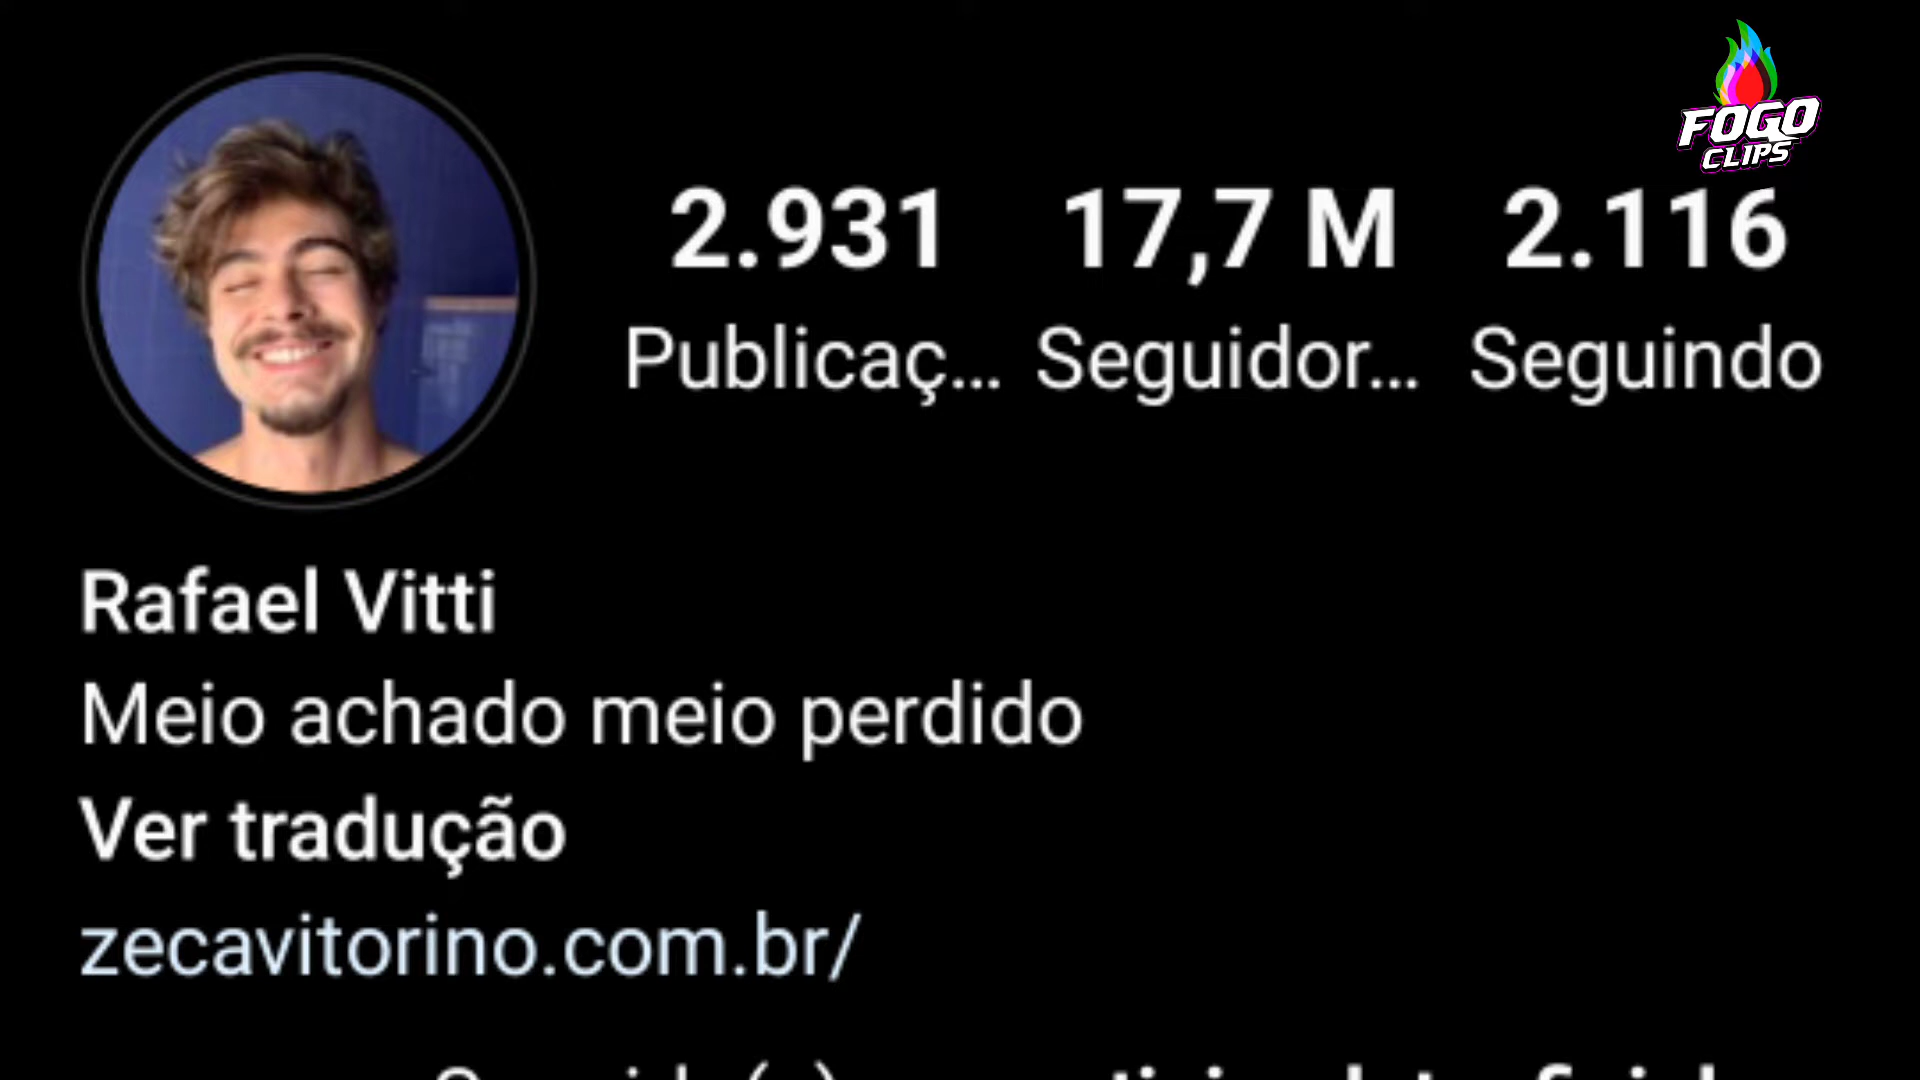 FOGO
CLIPS
2.931 17,7 M 2.116
Publicaç... Seguidor... Seguindo
Rafael Vitti
Meio achado meio perdido
Ver tradução
zecavitorino.com.br/